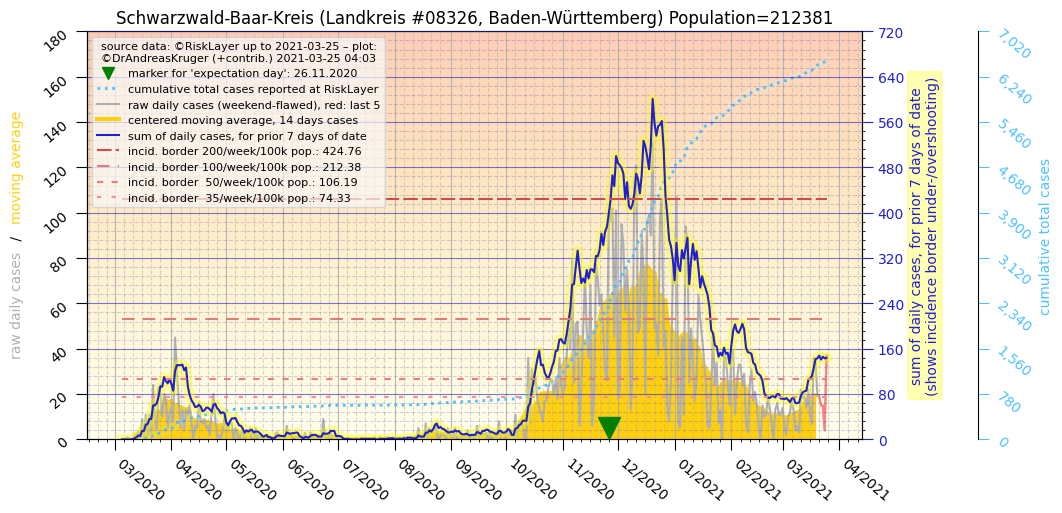 Schwarzwald-Baar-Kreis (Landkreis #08326, Baden-Württemberg) Population=212381
source data: ©RiskLayer up to 2021-03-25 – plot:
©DrAndreasKruger (+contrib.) 2021-03-25 04:03
marker for 'expectation day': 26.11.2020
cumulative total cases reported at RiskLayer
raw daily cases (weekend-flawed), red: last 5
centered moving average, 14 days cases
sum of daily cases, for prior 7 days of date
incid. border 200/week/100k pop.: 424.76
incid. border 100/week/100k pop.: 212.38
incid. border  50/week/100k pop.: 106.19
incid. border  35/week/100k pop.: 74.33
raw daily cases / moving average
180
160
140
120
100
80
60
40
20
0
03/2020
04/2020
05/2020
06/2020
07/2020
08/2020
09/2020
10/2020
11/2020
12/2020
01/2021
02/2021
03/2021
04/2021
720
640
560
480
400
320
240
160
80
0
sum of daily cases, for prior 7 days of date
(shows incidence border under-/overshooting)
7,020
6,240
5,460
4,680
3,900
3,120
2,340
1,560
780
0
cumulative total cases